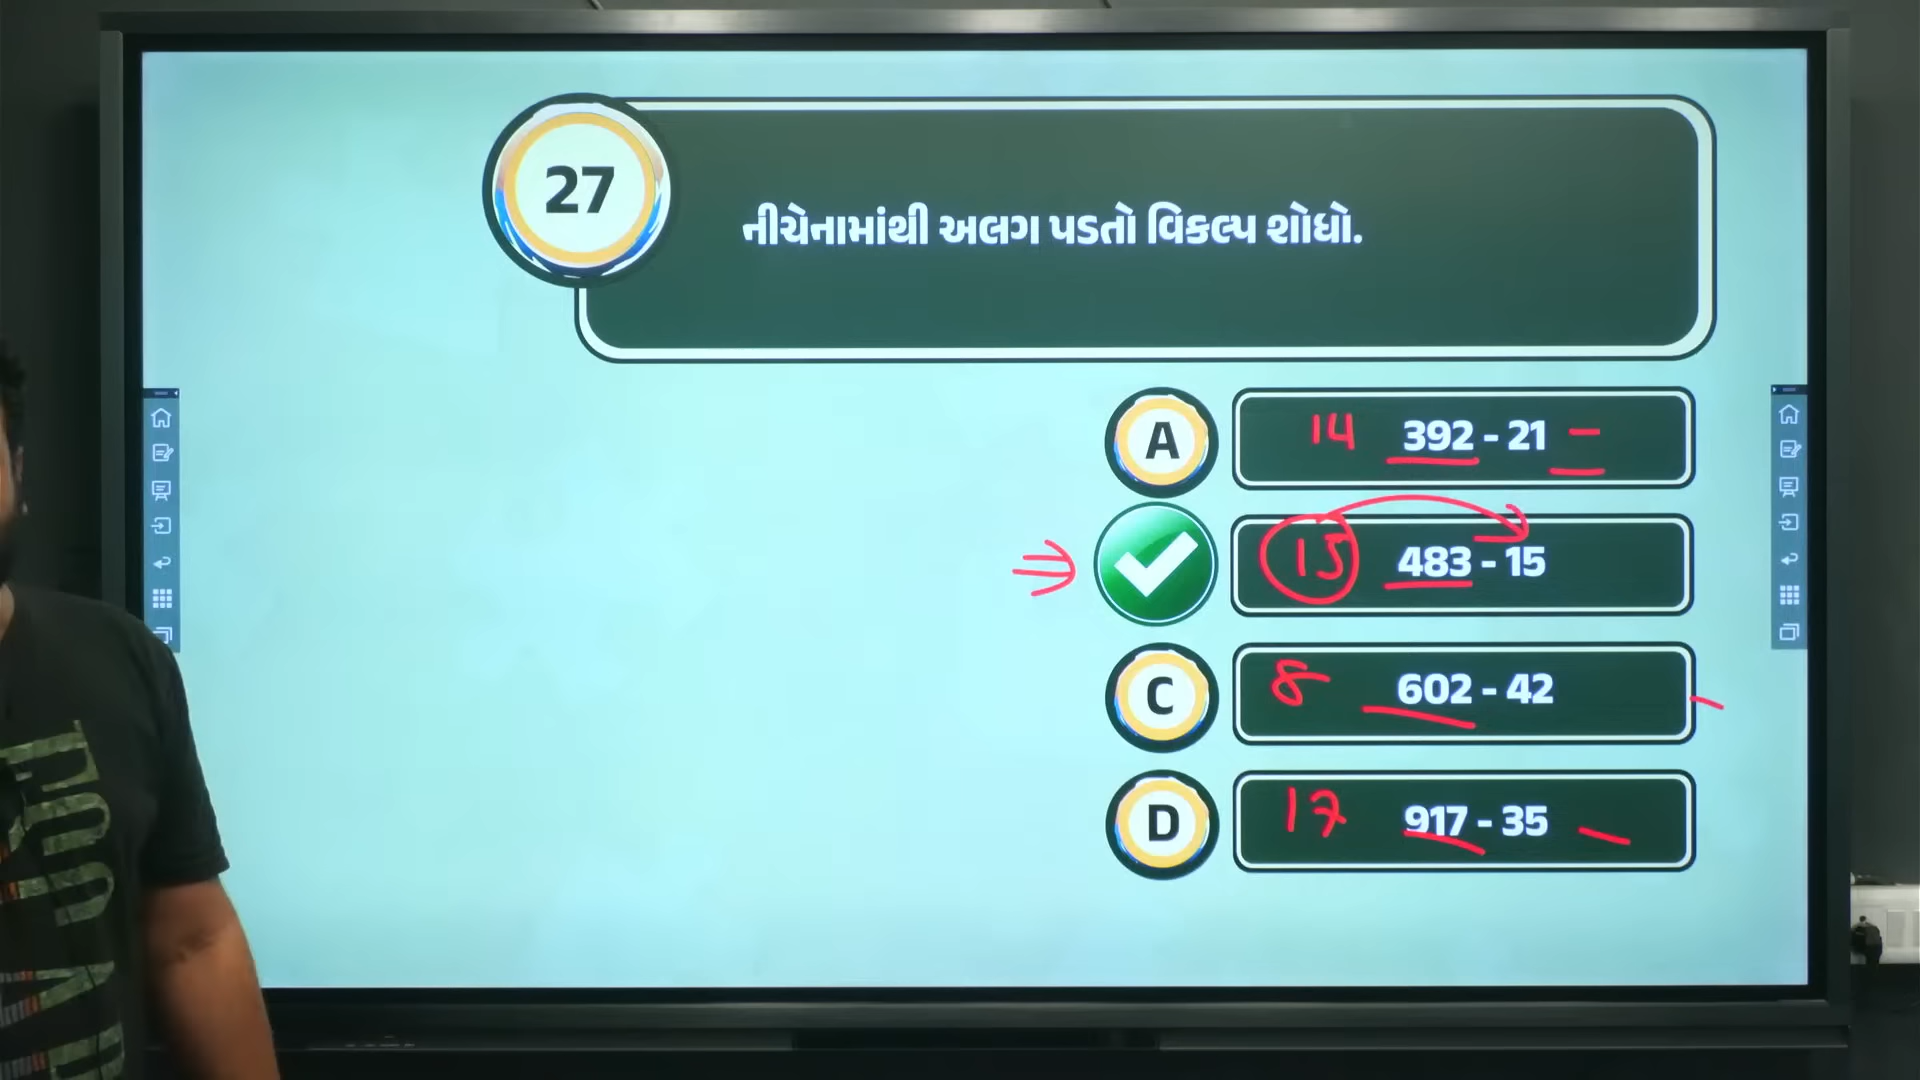 27
નીચેનામાંથી અલગ પડતો વિકલ્પ શોધો.
A 14 392 - 21
15 483 - 15
C 8 602 - 42
D 17 917 - 35